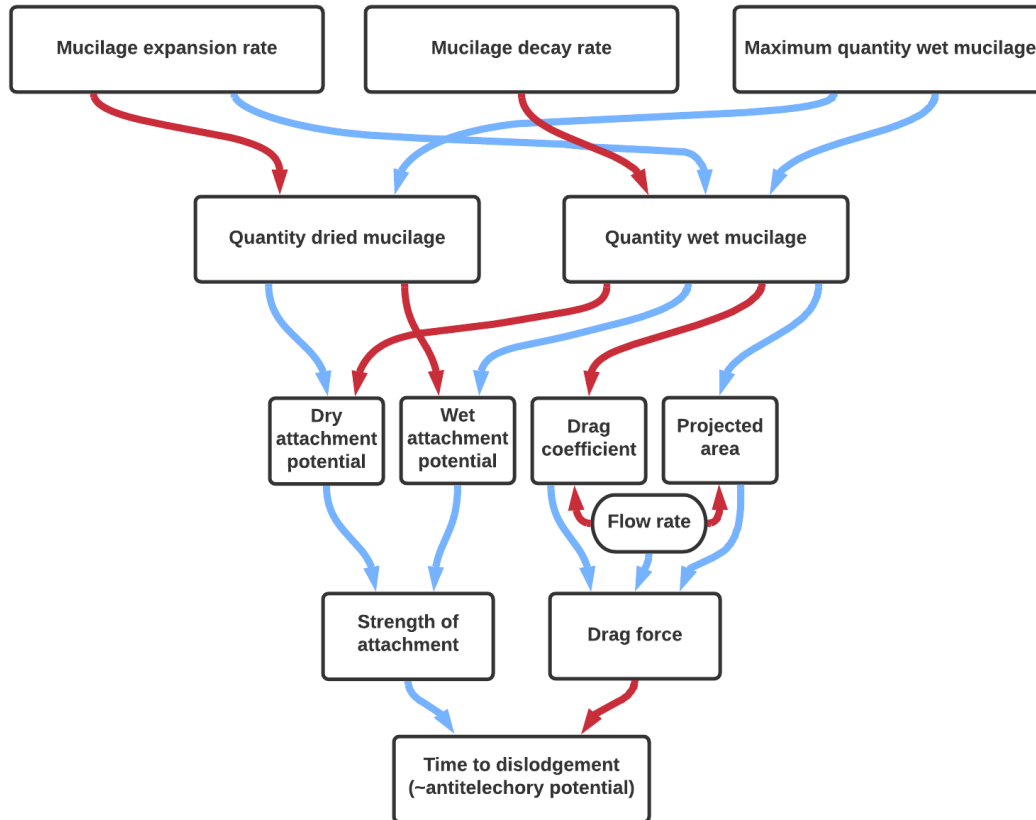 Mucilage expansion rate
Mucilage decay rate
Maximum quantity wet mucilage
Quantity dried mucilage
Quantity wet mucilage
Dry
attachment
potential
Wet
attachment
potential
Drag
coefficient
Projected
area
Flow rate
Strength of
attachment
Drag force
Time to dislodgement
(~antitelechory potential)